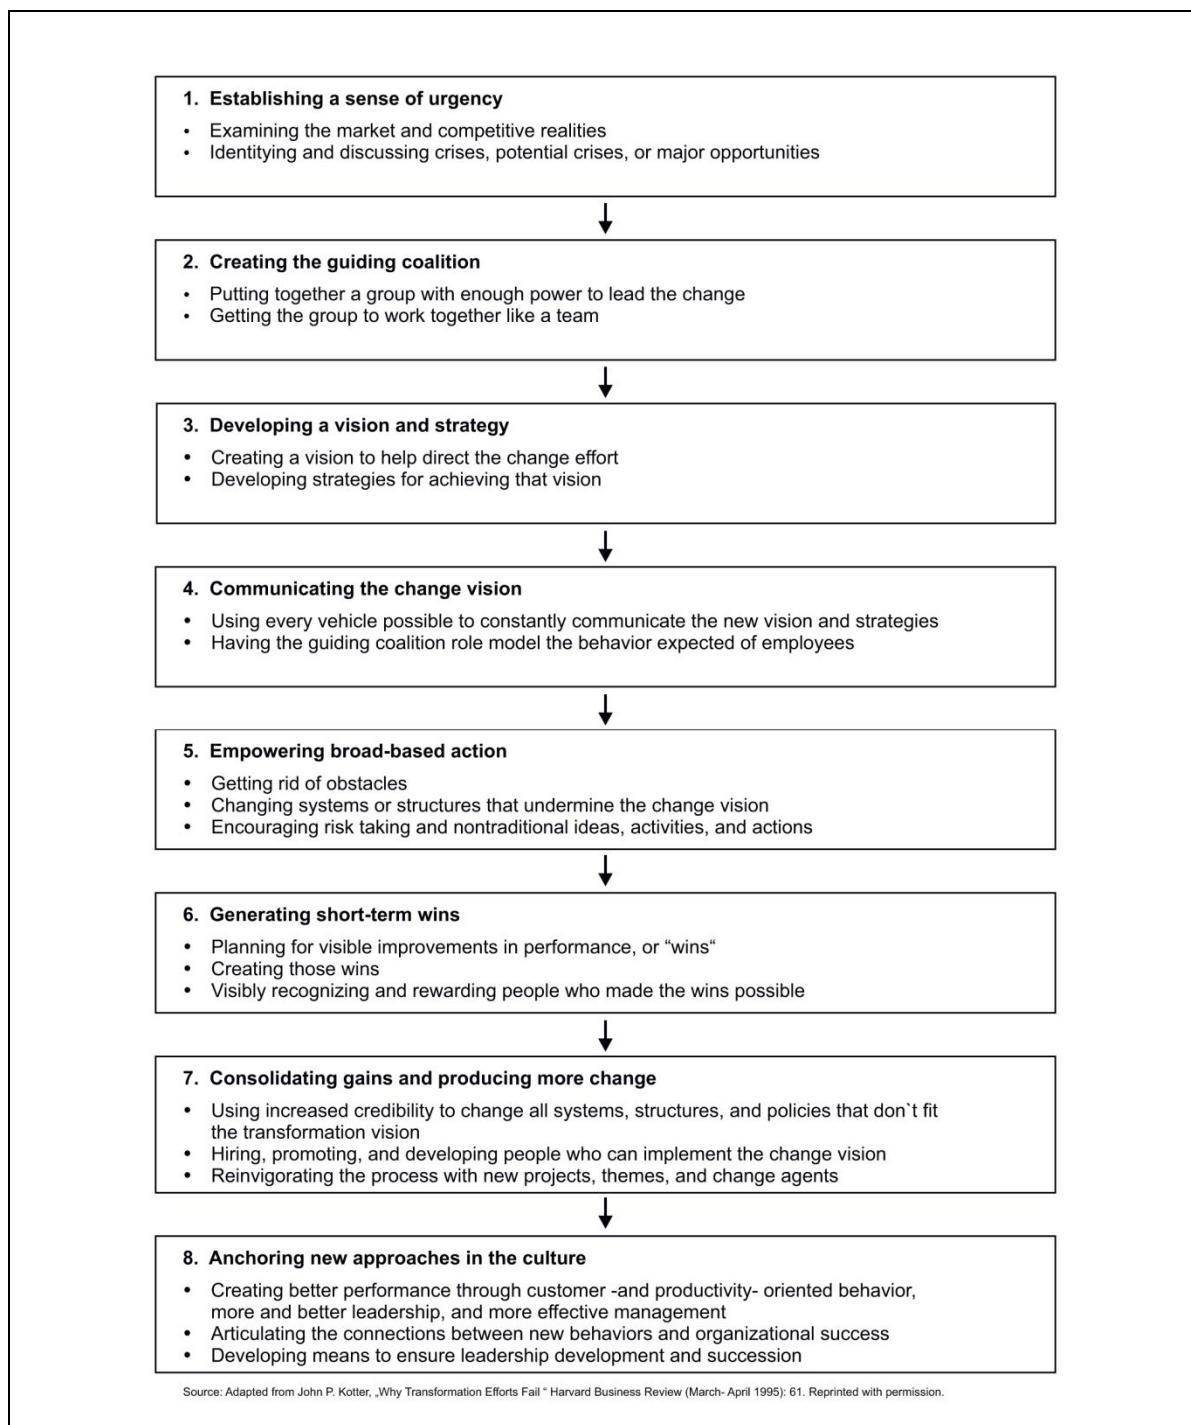 1. Establishing a sense of urgency
• Examining the market and competitive realities
• Identitying and discussing crises, potential crises, or major opportunities
2. Creating the guiding coalition
• Putting together a group with enough power to lead the change
• Getting the group to work together like a team
3. Developing a vision and strategy
• Creating a vision to help direct the change effort
• Developing strategies for achieving that vision
4. Communicating the change vision
• Using every vehicle possible to constantly communicate the new vision and strategies
• Having the guiding coalition role model the behavior expected of employees
5. Empowering broad-based action
• Getting rid of obstacles
• Changing systems or structures that undermine the change vision
• Encouraging risk taking and nontraditional ideas, activities, and actions
6. Generating short-term wins
• Planning for visible improvements in performance, or “wins“
• Creating those wins
• Visibly recognizing and rewarding people who made the wins possible
7. Consolidating gains and producing more change
• Using increased credibility to change all systems, structures, and policies that don`t fit
the transformation vision
• Hiring, promoting, and developing people who can implement the change vision
• Reinvigorating the process with new projects, themes, and change agents
8. Anchoring new approaches in the culture
• Creating better performance through customer -and productivity- oriented behavior,
more and better leadership, and more effective management
• Articulating the connections between new behaviors and organizational success
• Developing means to ensure leadership development and succession
Source: Adapted from John P. Kotter, „Why Transformation Efforts Fail “ Harvard Business Review (March- April 1995): 61. Reprinted with permission.